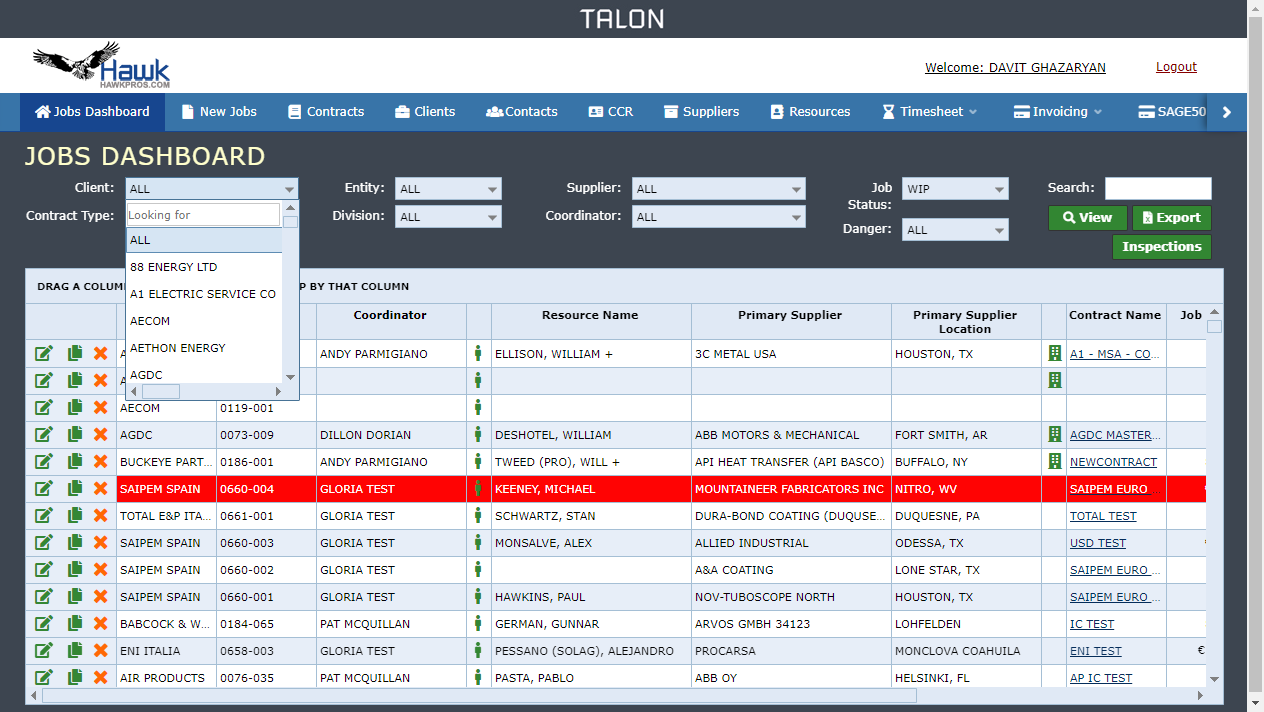 TALON
Hawk
HAWKPROS.COM
Welcome: DAVIT GHAZARYAN
Logout
Jobs Dashboard New Jobs Contracts Clients Contacts CCR Suppliers Resources Timesheet Invoicing SAGE50
JOBS DASHBOARD
Client: ALL Entity: ALL Supplier: ALL Job Status: WIP Search:
Contract Type: Division: ALL Coordinator: ALL Danger: ALL
View Export
Inspections
Looking for
ALL
88 ENERGY LTD
A1 ELECTRIC SERVICE CO
AECOM
AETHON ENERGY
AGDC
DRAG A COLUM P BY THAT COLUMN
Coordinator Resource Name Primary Supplier Primary Supplier Location Contract Name Job
A ANDY PARMIGIANO ELLISON, WILLIAM + 3C METAL USA HOUSTON, TX A1 - MSA - CO...
A
AECOM 0119-001
AGDC 0073-009 DILLON DORIAN DESHOTEL, WILLIAM ABB MOTORS & MECHANICAL FORT SMITH, AR AGDC MASTER...
BUCKEYE PART... 0186-001 ANDY PARMIGIANO TWEED (PRO), WILL + API HEAT TRANSFER (API BASCO) BUFFALO, NY NEWCONTRACT
SAIPEM SPAIN 0660-004 GLORIA TEST KEENEY, MICHAEL MOUNTAINEER FABRICATORS INC NITRO, WV SAIPEM EURO ...
TOTAL E&P ITA... 0661-001 GLORIA TEST SCHWARTZ, STAN DURA-BOND COATING (DUQUSE... DUQUESNE, PA TOTAL TEST
SAIPEM SPAIN 0660-003 GLORIA TEST MONSALVE, ALEX ALLIED INDUSTRIAL ODESSA, TX USD TEST
SAIPEM SPAIN 0660-002 GLORIA TEST A&A COATING LONE STAR, TX SAIPEM EURO ...
SAIPEM SPAIN 0660-001 GLORIA TEST HAWKINS, PAUL NOV-TUBOSCOPE NORTH HOUSTON, TX SAIPEM EURO ...
BABCOCK & W... 0184-065 PAT MCQUILLAN GERMAN, GUNNAR ARVOS GMBH 34123 LOHFELDEN IC TEST
ENI ITALIA 0658-003 GLORIA TEST PESSANO (SOLAG), ALEJANDRO PROCARSA MONCLOVA COAHUILA ENI TEST €
AIR PRODUCTS 0076-035 PAT MCQUILLAN PASTA, PABLO ABB OY HELSINKI, FL AP IC TEST